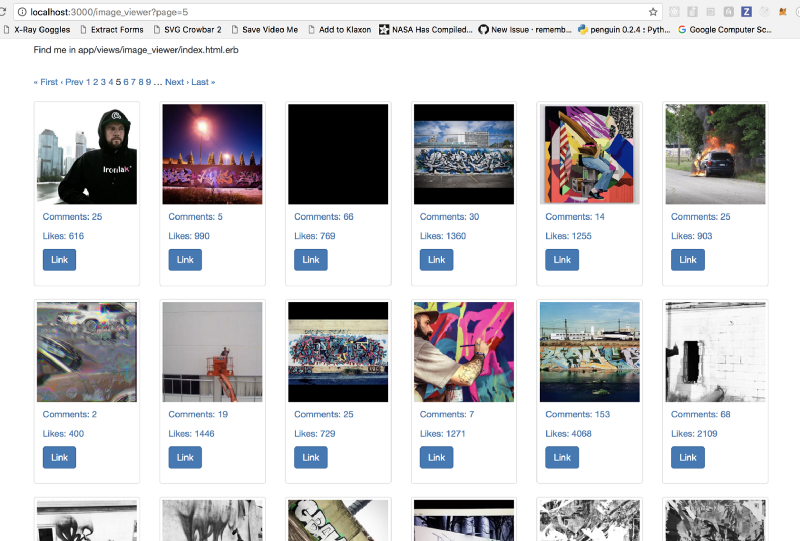 localhost:3000/image_viewer?page=5
X-Ray Goggles Extract Forms SVG Crowbar 2 Save Video Me Add to Klaxon NASA Has Compiled... New Issue · rememb... penguin 0.2.4 : Pyth... Google Computer Sc...
Find me in app/views/image_viewer/index.html.erb
« First ‹ Prev 1 2 3 4 5 6 7 8 9 ... Next › Last »
Ironlak
Comments: 25 Comments: 5 Comments: 66 Comments: 30 Comments: 14 Comments: 25
Likes: 616 Likes: 990 Likes: 769 Likes: 1360 Likes: 1255 Likes: 903
Link Link Link Link Link Link
Comments: 2 Comments: 19 Comments: 25 Comments: 7 Comments: 153 Comments: 68
Likes: 400 Likes: 1446 Likes: 729 Likes: 1271 Likes: 4068 Likes: 2109
Link Link Link Link Link Link